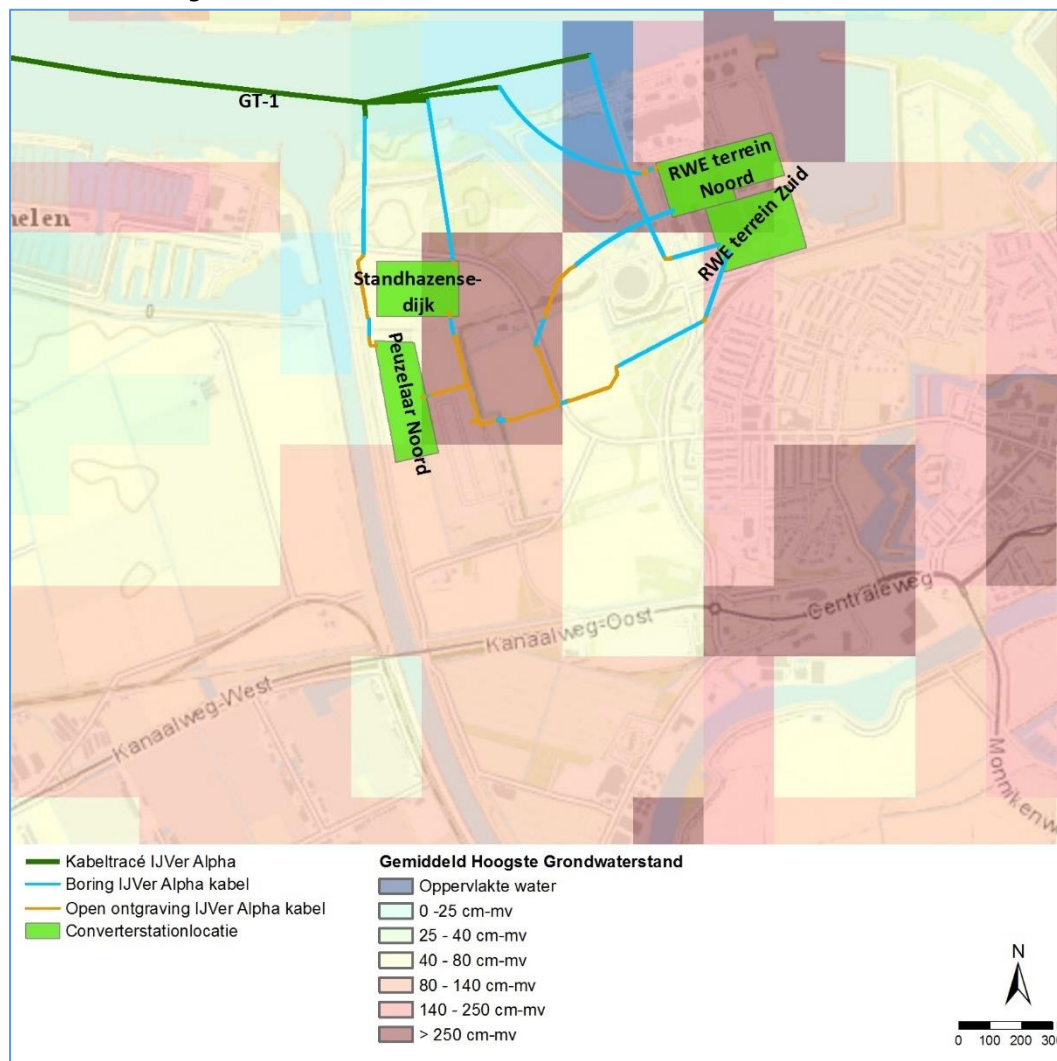 GT-1
RWE terrein
Noord
RWE terrein Zuid
nelen
Standhazense-
dijk
0
Peuzelaar Noord
Centraleweg
Kanaalweg-Oost
Kanaalweg-West
Monnikenw
Kabeltracé IJVer Alpha
Boring IJVer Alpha kabel
Open ontgraving IJVer Alpha kabel
Converterstationlocatie
Gemiddeld Hoogste Grondwaterstand
Oppervlakte water
0 -25 cm-mv
25 - 40 cm-mv
40 - 80 cm-mv
80 - 140 cm-mv
140 - 250 cm-mv
> 250 cm-mv
N
0 100 200 30